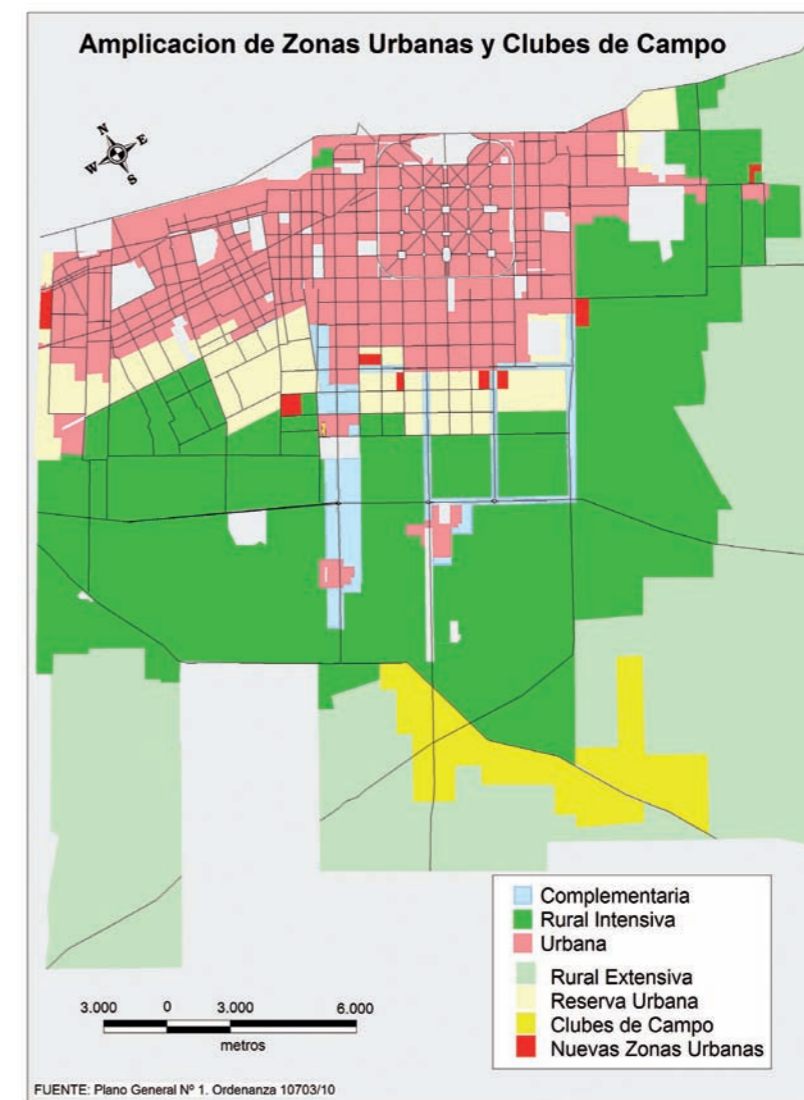 Amplicacion de Zonas Urbanas y Clubes de Campo
N
E
W
S
Complementaria
Rural Intensiva
Urbana
Rural Extensiva
Reserva Urbana
Clubes de Campo
Nuevas Zonas Urbanas
3.000 0 3.000 6.000
metros
FUENTE: Plano General Nº 1. Ordenanza 10703/10